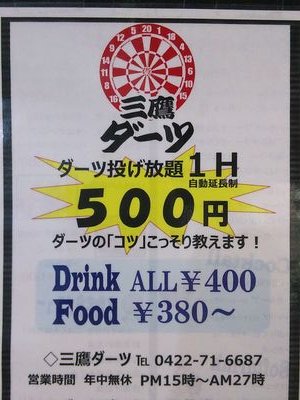 三鷹
ダーツ
ダーツ投げ放題1H
自動延長制
500円
ダーツの「コツ」こっそり教えます！
Drink ALL￥400
Food ￥380～
◇三鷹ダーツ TEL 0422-71-6687
営業時間 年中無休 PM15時～AM27時